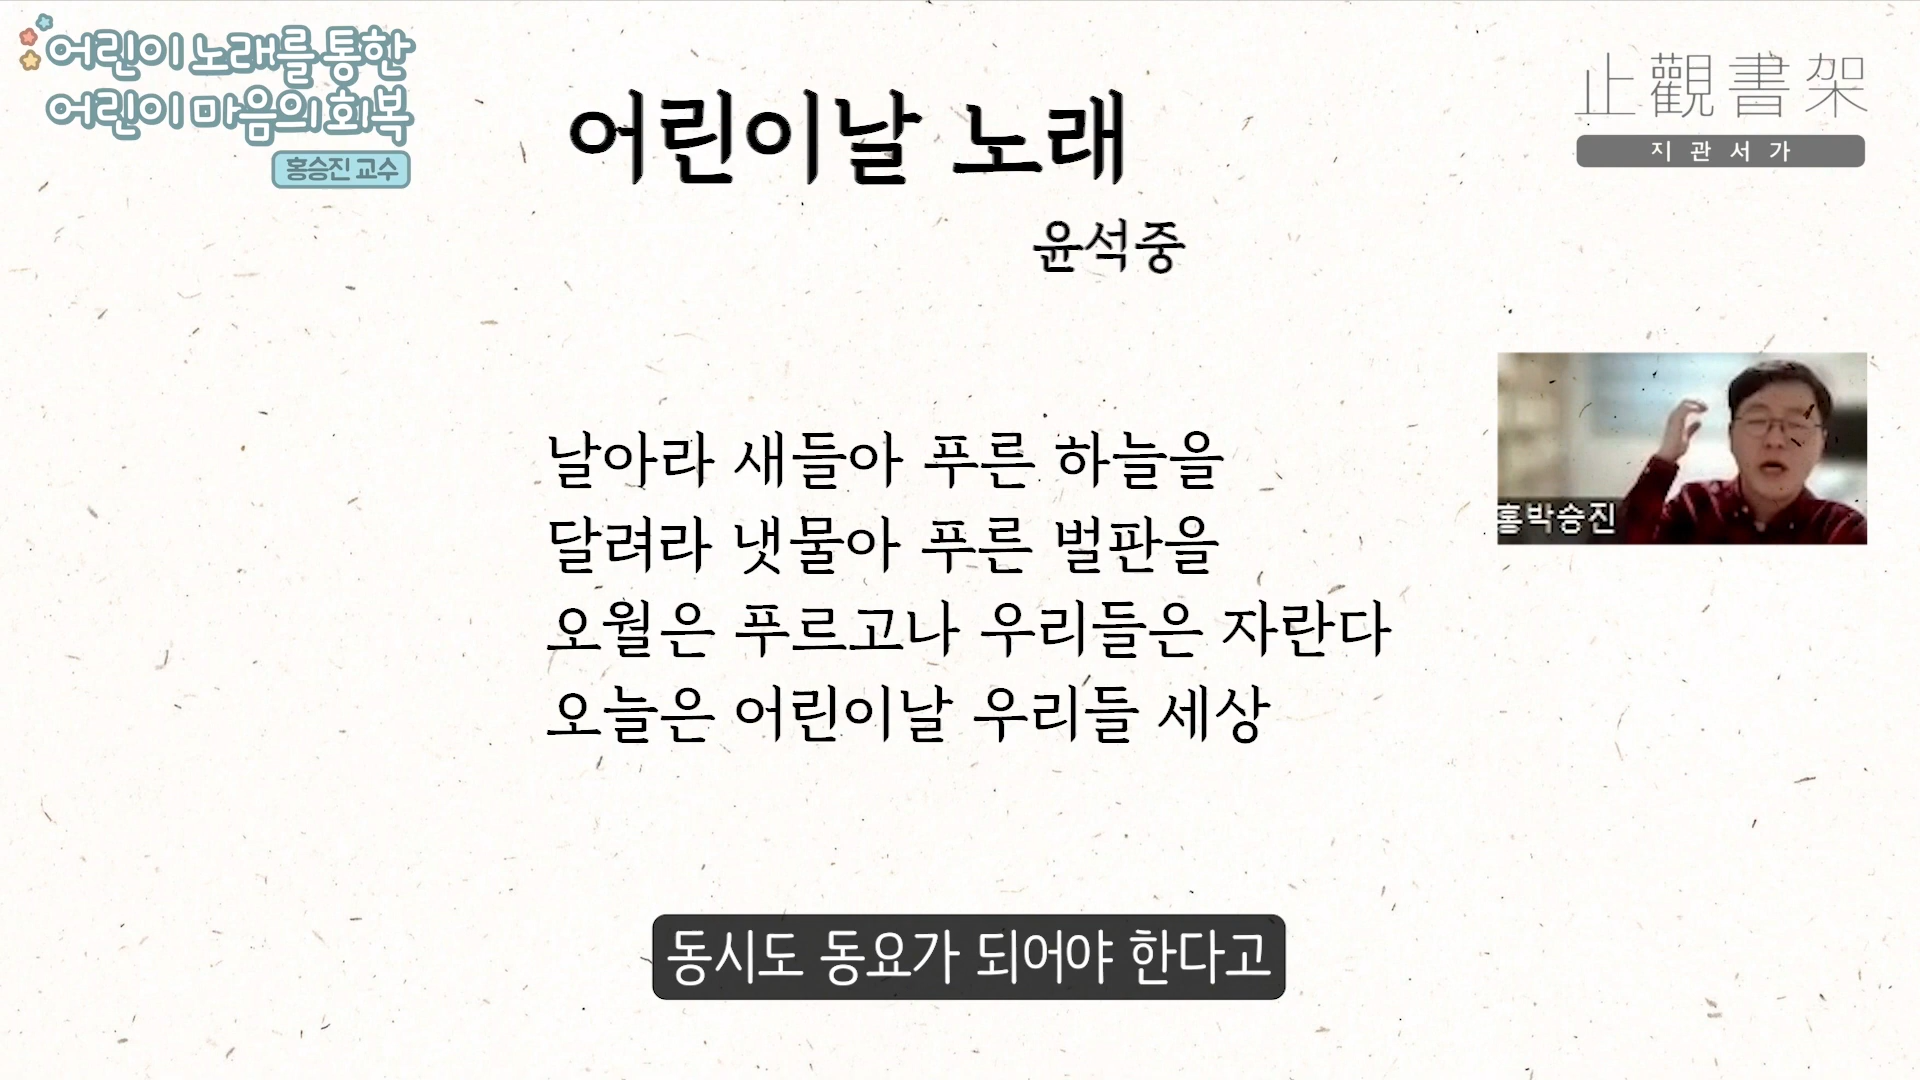 어린이 노래를 통한
어린이 마음의 회복
홍승진 교수
止觀書架
지관서가
어린이날 노래
윤석중
날아라 새들아 푸른 하늘을
달려라 냇물아 푸른 벌판을
오월은 푸르고나 우리들은 자란다
오늘은 어린이날 우리들 세상
홍박승진
동시도 동요가 되어야 한다고